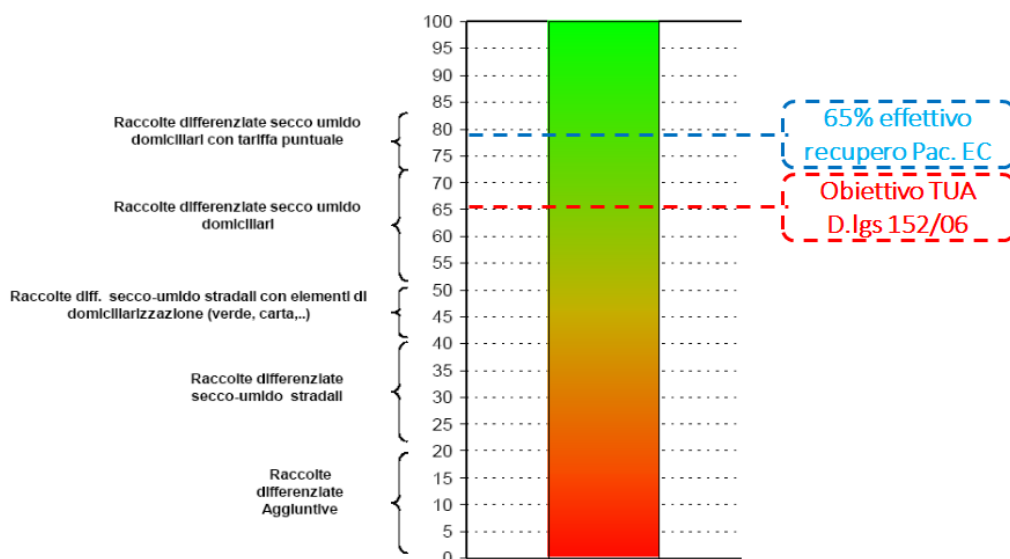 100
95
90
85
80
75
70
65
60
55
50
45
40
35
30
25
20
15
10
5
0
Raccolte differenziate secco umido
domiciliari con tariffa puntuale
Raccolte differenziate secco umido
domiciliari
Raccolte diff. secco-umido stradali con elementi di
domiciliarizzazione (verde, carta,..)
Raccolte differenziate
secco-umido stradali
Raccolte
differenziate
Aggiuntive
65% effettivo
recupero Pac. EC
Obiettivo TUA
D.lgs 152/06